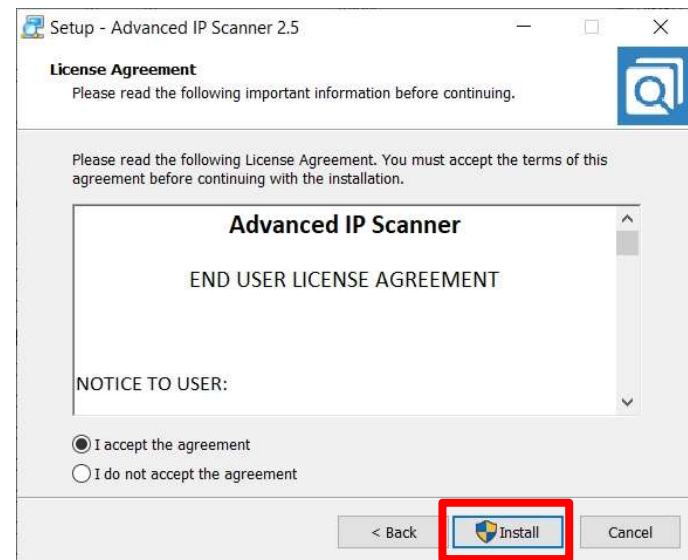 Setup - Advanced IP Scanner 2.5
License Agreement
Please read the following important information before continuing.
Please read the following License Agreement. You must accept the terms of this
agreement before continuing with the installation.
Advanced IP Scanner
END USER LICENSE AGREEMENT
NOTICE TO USER:
I accept the agreement
I do not accept the agreement
< Back Install Cancel